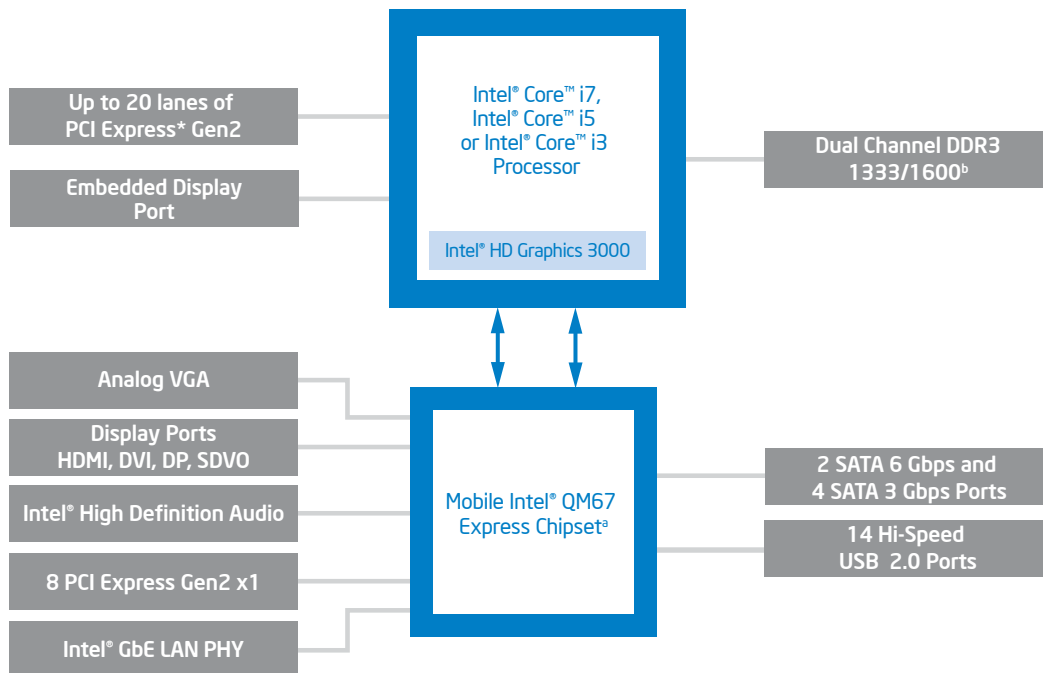 Intel® Core™ i7,
Intel® Core™ i5
or Intel® Core™ i3
Processor
Intel® HD Graphics 3000
Up to 20 lanes of
PCI Express* Gen2
Embedded Display
Port
Dual Channel DDR3
1333/1600ᵇ
Analog VGA
Display Ports
HDMI, DVI, DP, SDVO
Intel® High Definition Audio
8 PCI Express Gen2 x1
Intel® GbE LAN PHY
Mobile Intel® QM67
Express Chipsetᵃ
2 SATA 6 Gbps and
4 SATA 3 Gbps Ports
14 Hi-Speed
USB 2.0 Ports